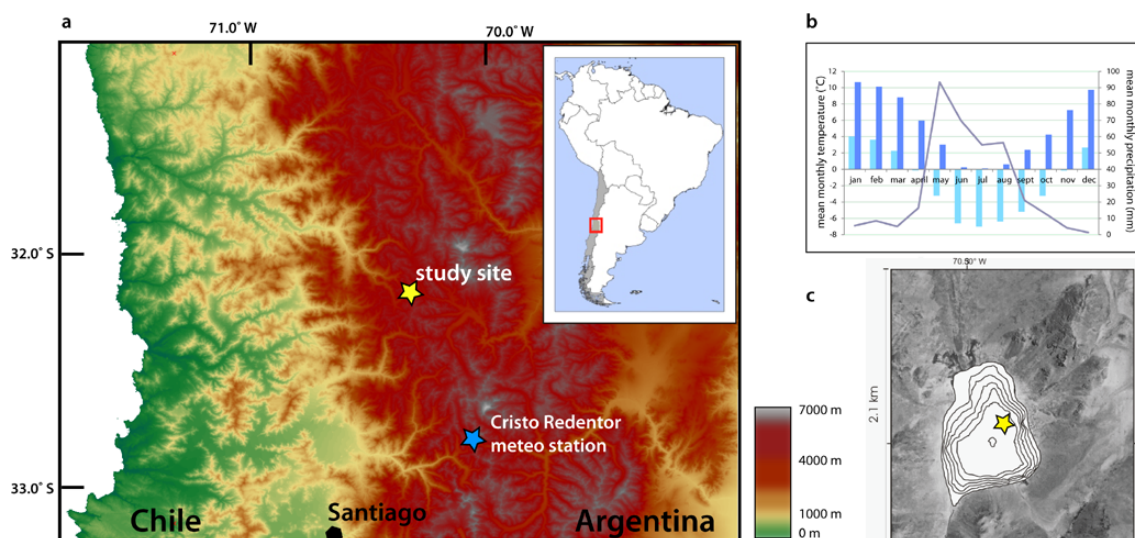 a
71.0° W
70.0° W
32.0° S
33.0° S
study site
Cristo Redentor
meteo station
Chile
Santiago
Argentina
7000 m
4000 m
1000 m
0 m
b
mean monthly temperature (°C)
12
10
8
6
4
2
0
-2
-4
-6
-8
jan feb mar april may jun jul aug sept oct nov dec
100
90
80
70
60
50
40
30
20
10
0
mean monthly precipitation (mm)
c
2.1 km